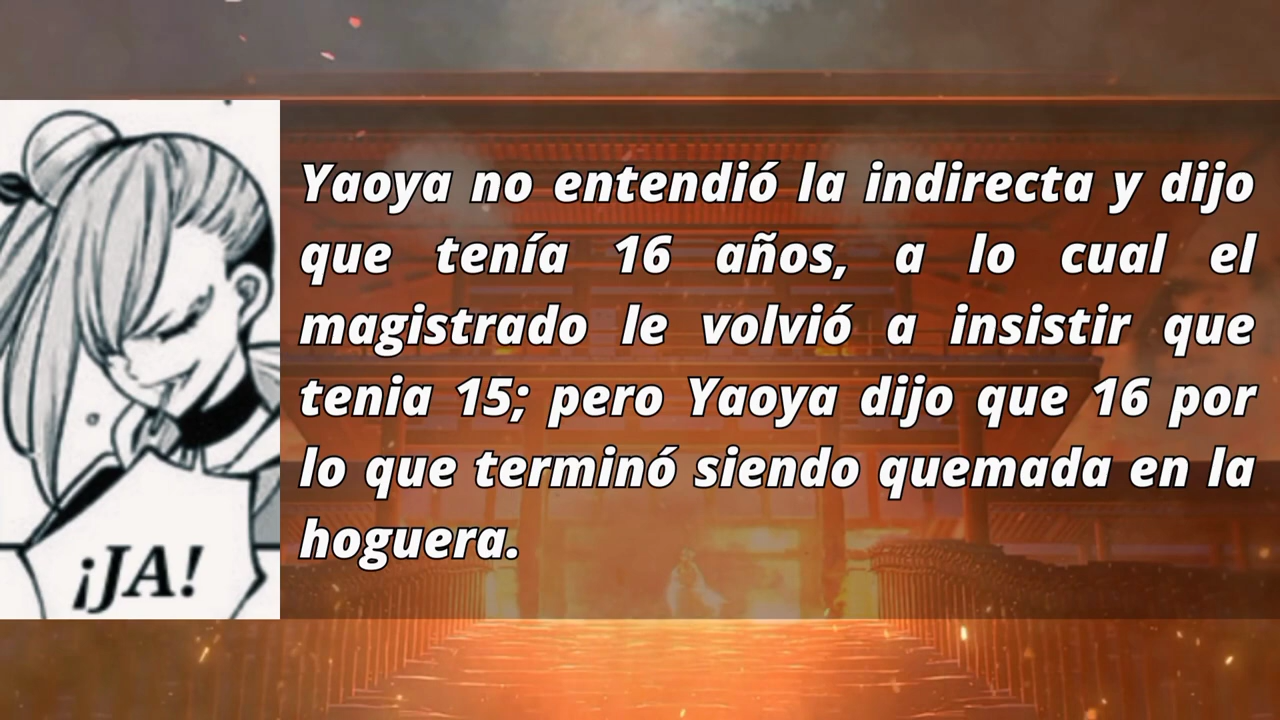 Yaoya no entendió la indirecta y dijo
que tenía 16 años, a lo cual el
magistrado le volvió a insistir que
tenia 15; pero Yaoya dijo que 16 por
lo que terminó siendo quemada en la
hoguera.
¡JA!